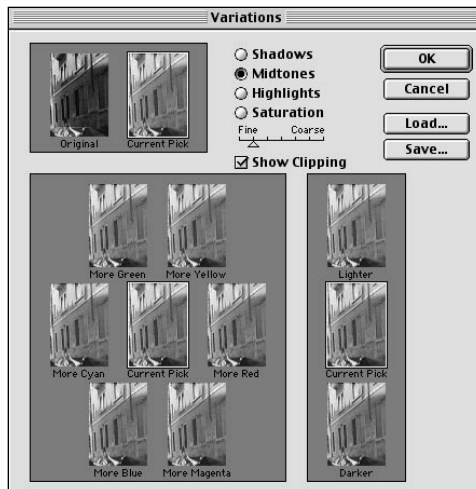 Variations
Original
Current Pick
Shadows
Midtones
Highlights
Saturation
Fine
Coarse
Show Clipping
OK
Cancel
Load...
Save...
More Green
More Yellow
More Cyan
Current Pick
More Red
More Blue
More Magenta
Lighter
Current Pick
Darker